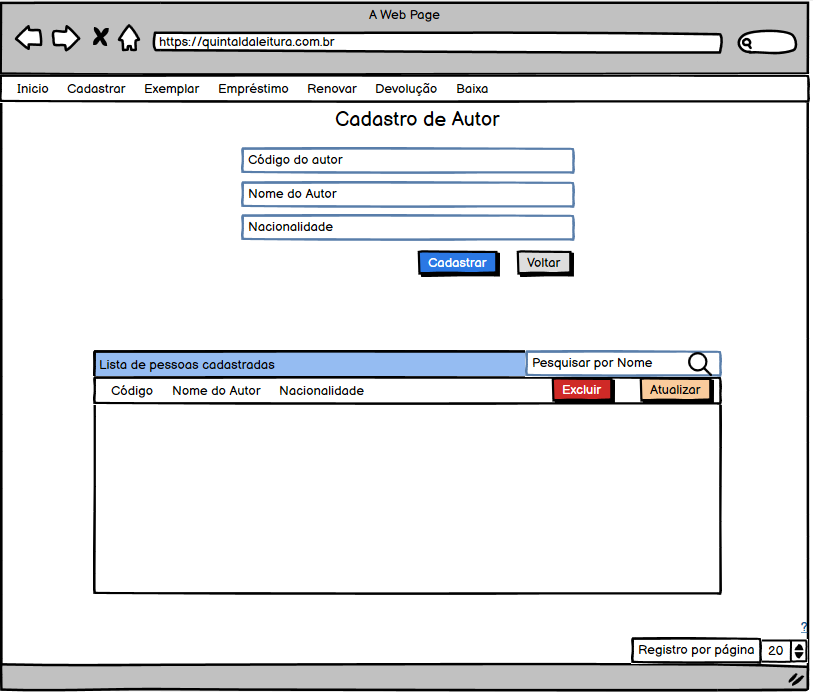 A Web Page
https://quintaldaleitura.com.br
Inicio Cadastrar Exemplar Empréstimo Renovar Devolução Baixa
Cadastro de Autor
Código do autor
Nome do Autor
Nacionalidade
Cadastrar Voltar
Lista de pessoas cadastradas Pesquisar por Nome
Código Nome do Autor Nacionalidade Excluir Atualizar
?
Registro por página 20